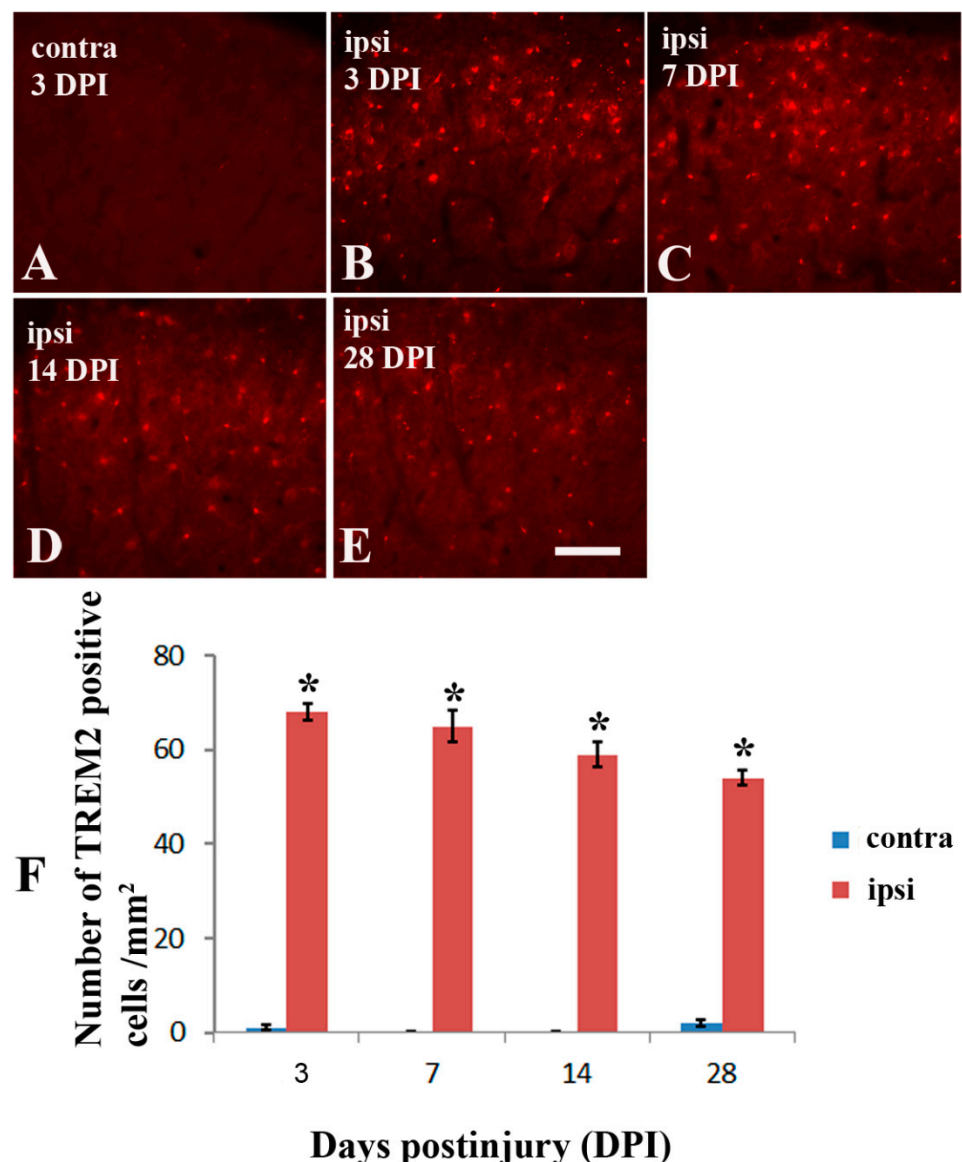 contra
3 DPI
A
ipsi
3 DPI
B
ipsi
7 DPI
C
ipsi
14 DPI
D
ipsi
28 DPI
E
F
Number of TREM2 positive
cells /mm²
80
60
40
20
0
*
*
*
*
3
7
14
28
Days postinjury (DPI)
contra
ipsi